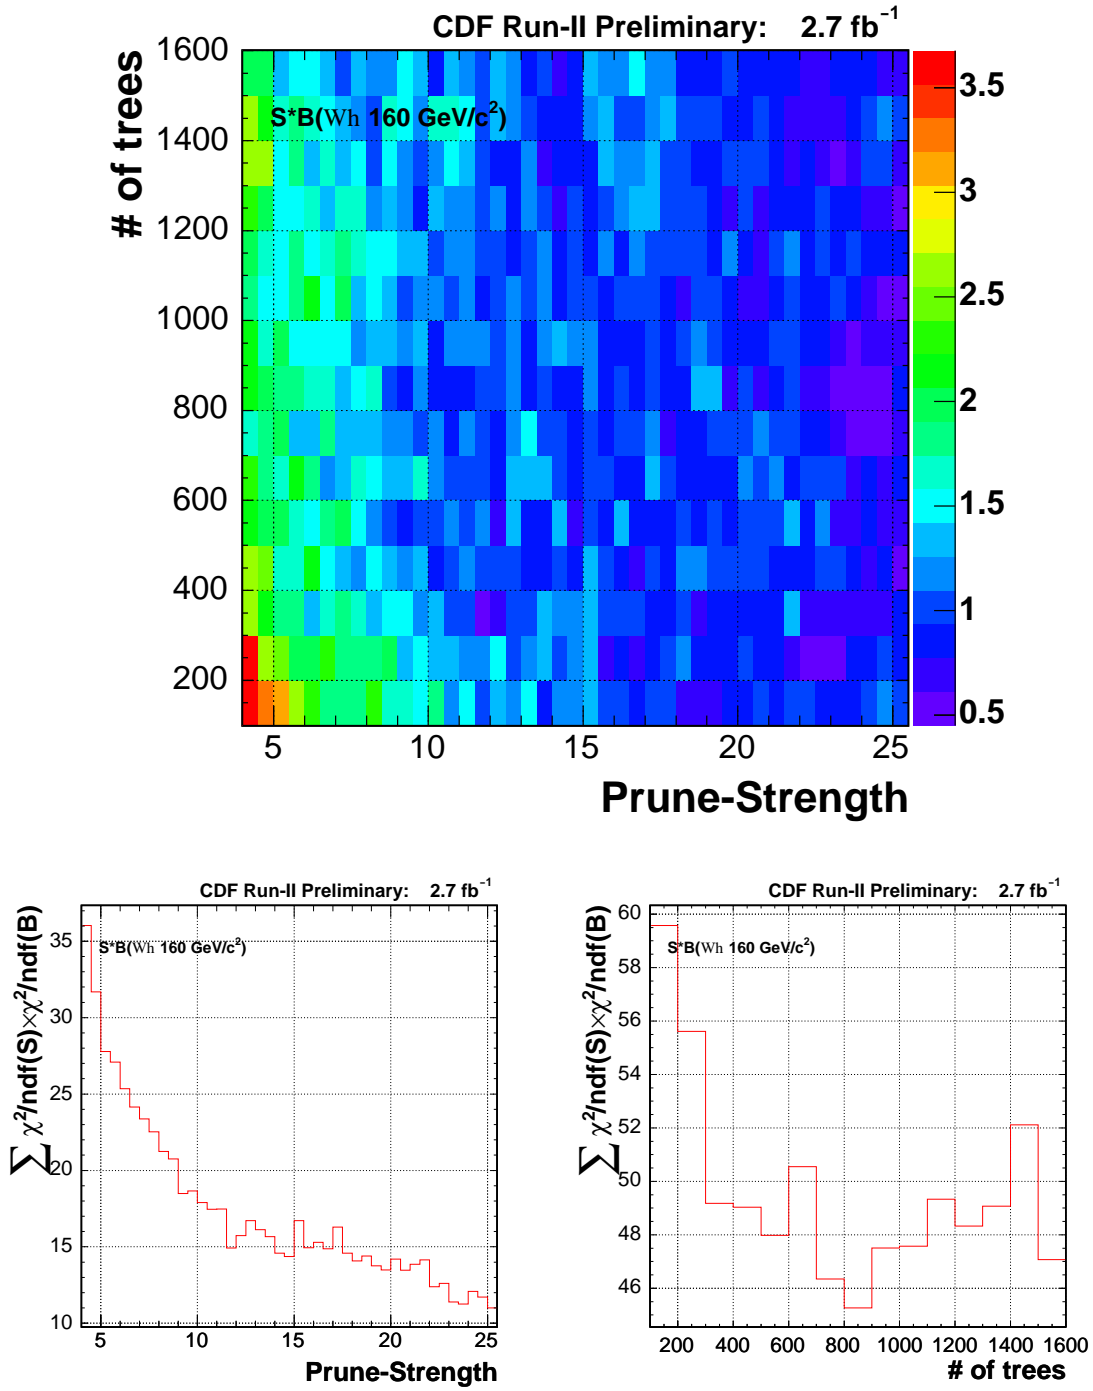 CDF Run-II Preliminary: 2.7 fb⁻¹
# of trees
S*B(Wh 160 GeV/c²)
1600
1400
1200
1000
800
600
400
200
5 10 15 20 25
Prune-Strength
3.5
3
2.5
2
1.5
1
0.5
CDF Run-II Preliminary: 2.7 fb⁻¹
∑ χ²/ndf(S)×χ²/ndf(B)
S*B(Wh 160 GeV/c²)
35
30
25
20
15
10
5 10 15 20 25
Prune-Strength
CDF Run-II Preliminary: 2.7 fb⁻¹
∑ χ²/ndf(S)×χ²/ndf(B)
S*B(Wh 160 GeV/c²)
60
58
56
54
52
50
48
46
200 400 600 800 1000 1200 1400 1600
# of trees